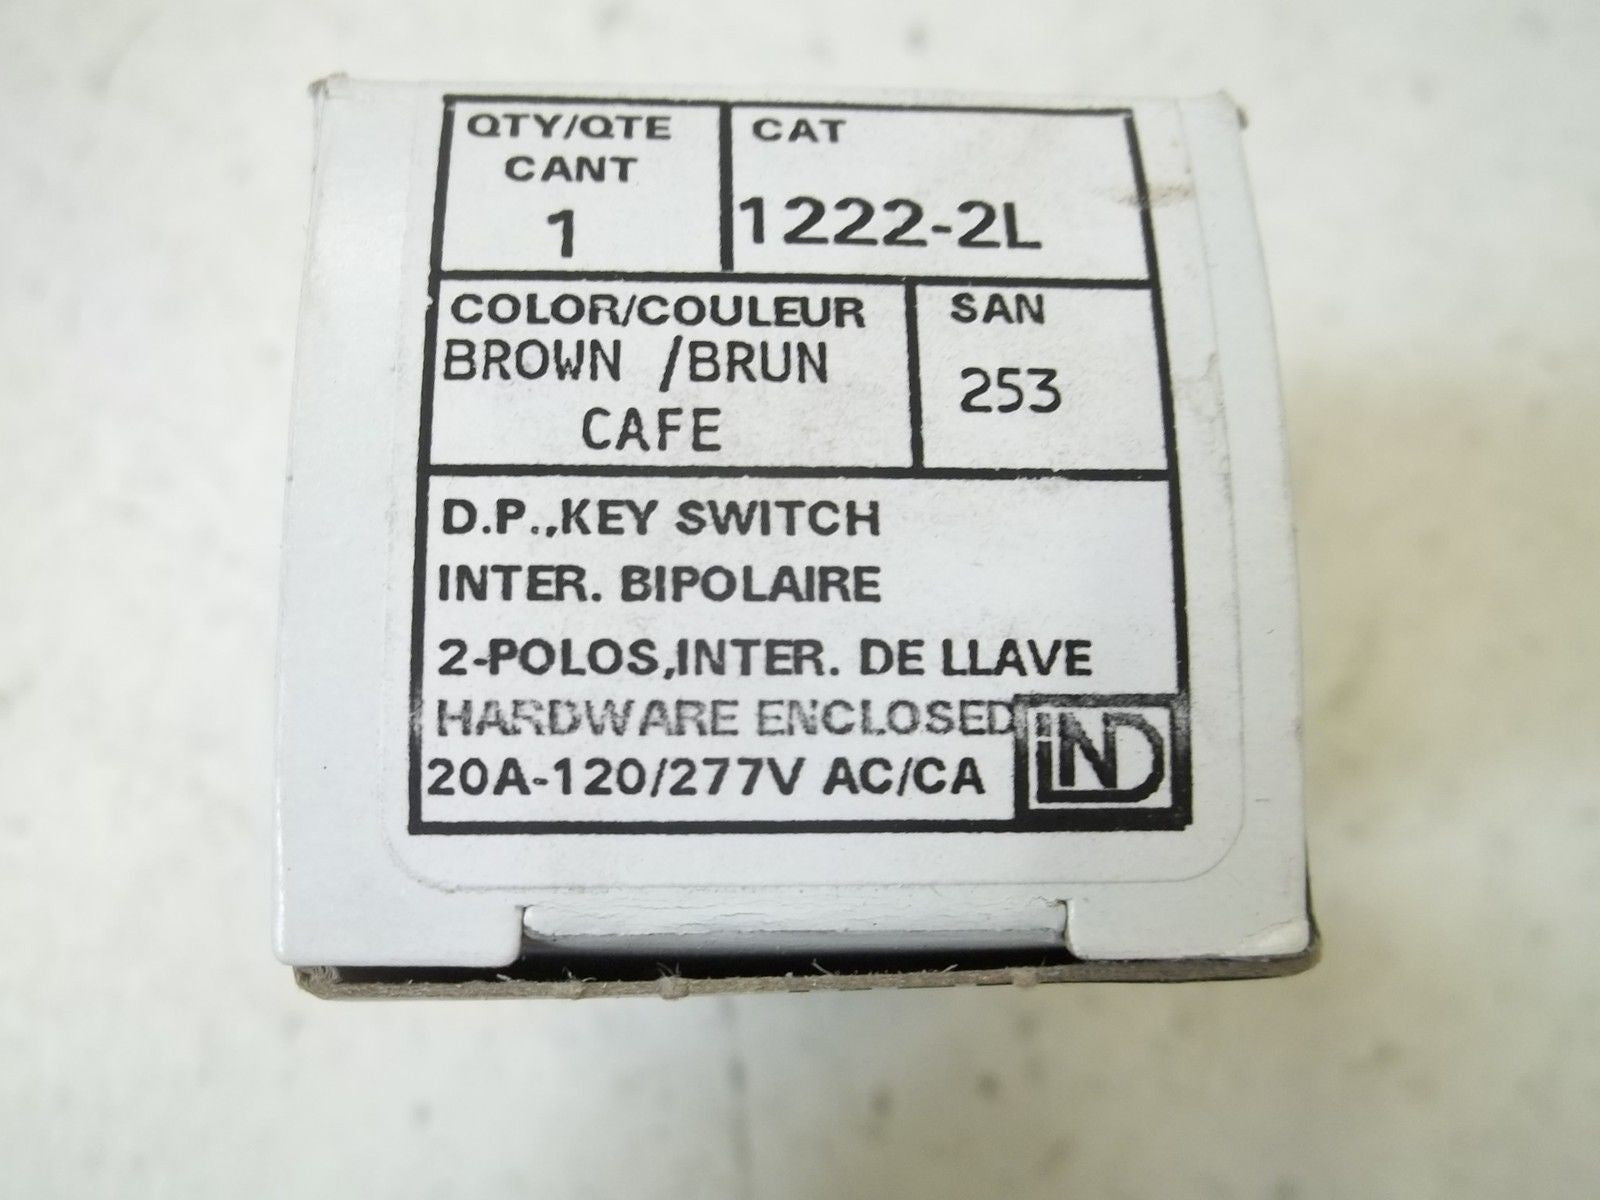 QTY/QTE
CANT
1
CAT
1222-2L
COLOR/COULEUR
BROWN /BRUN
CAFE
SAN
253
D.P.,KEY SWITCH
INTER. BIPOLAIRE
2-POLOS,INTER. DE LLAVE
HARDWARE ENCLOSED
20A-120/277V AC/CA